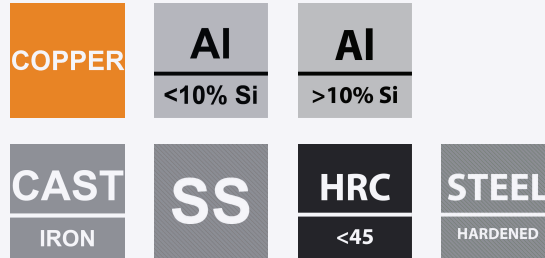 COPPER
Al
<10% Si
Al
>10% Si
CAST
IRON
SS
HRC
<45
STEEL
HARDENED